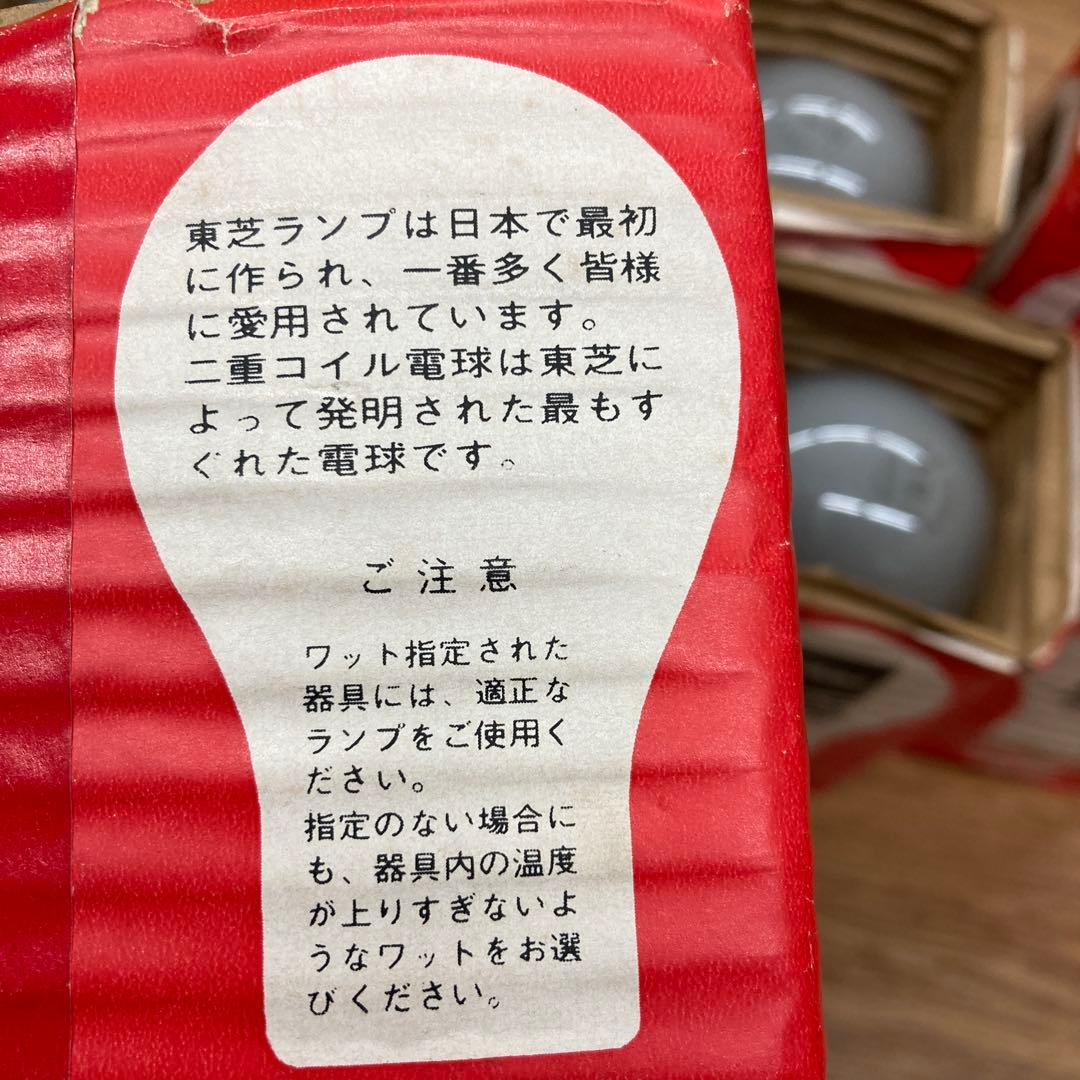 東芝ランプは日本で最初
に作られ、一番多く皆様
に愛用されています。
二重コイル電球は東芝に
よって発明された最もす
ぐれた電球です。
ご注意
ワット指定された
器具には、適正な
ランプをご使用く
ださい。
指定のない場合に
も、器具内の温度
が上りすぎないよ
うなワットをお選
びください。